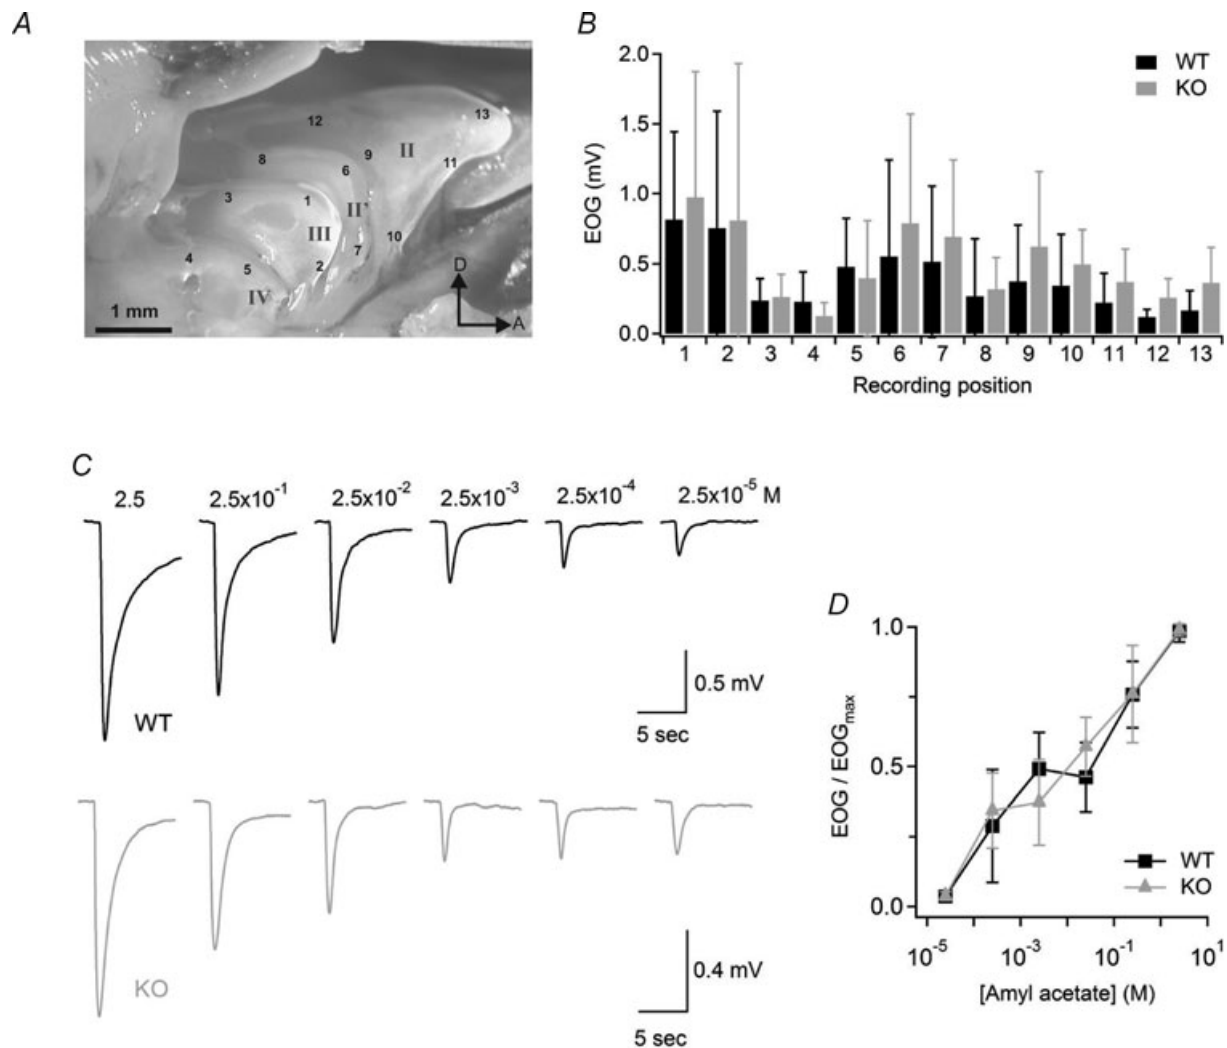 A
12
13
8
9
II
6
11
3
1
II'
III
10
4
7
5
2
IV
D
A
1 mm
B
2.0
1.5
1.0
0.5
0.0
EOG (mV)
WT
KO
1 2 3 4 5 6 7 8 9 10 11 12 13
Recording position
C
2.5 2.5x10⁻¹ 2.5x10⁻² 2.5x10⁻³ 2.5x10⁻⁴ 2.5x10⁻⁵ M
WT
0.5 mV
5 sec
KO
0.4 mV
5 sec
D
1.0
0.5
0.0
EOG / EOGₘₐₓ
WT
KO
10⁻⁵ 10⁻³ 10⁻¹ 10¹
[Amyl acetate] (M)